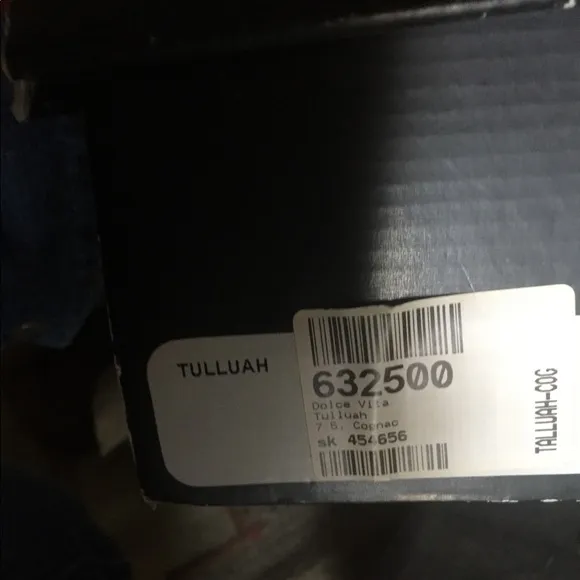 TULLUAH
632500
Dolce Vita
Tulluah
7.5, Cognac
sk 454656
TALLUAH-COG